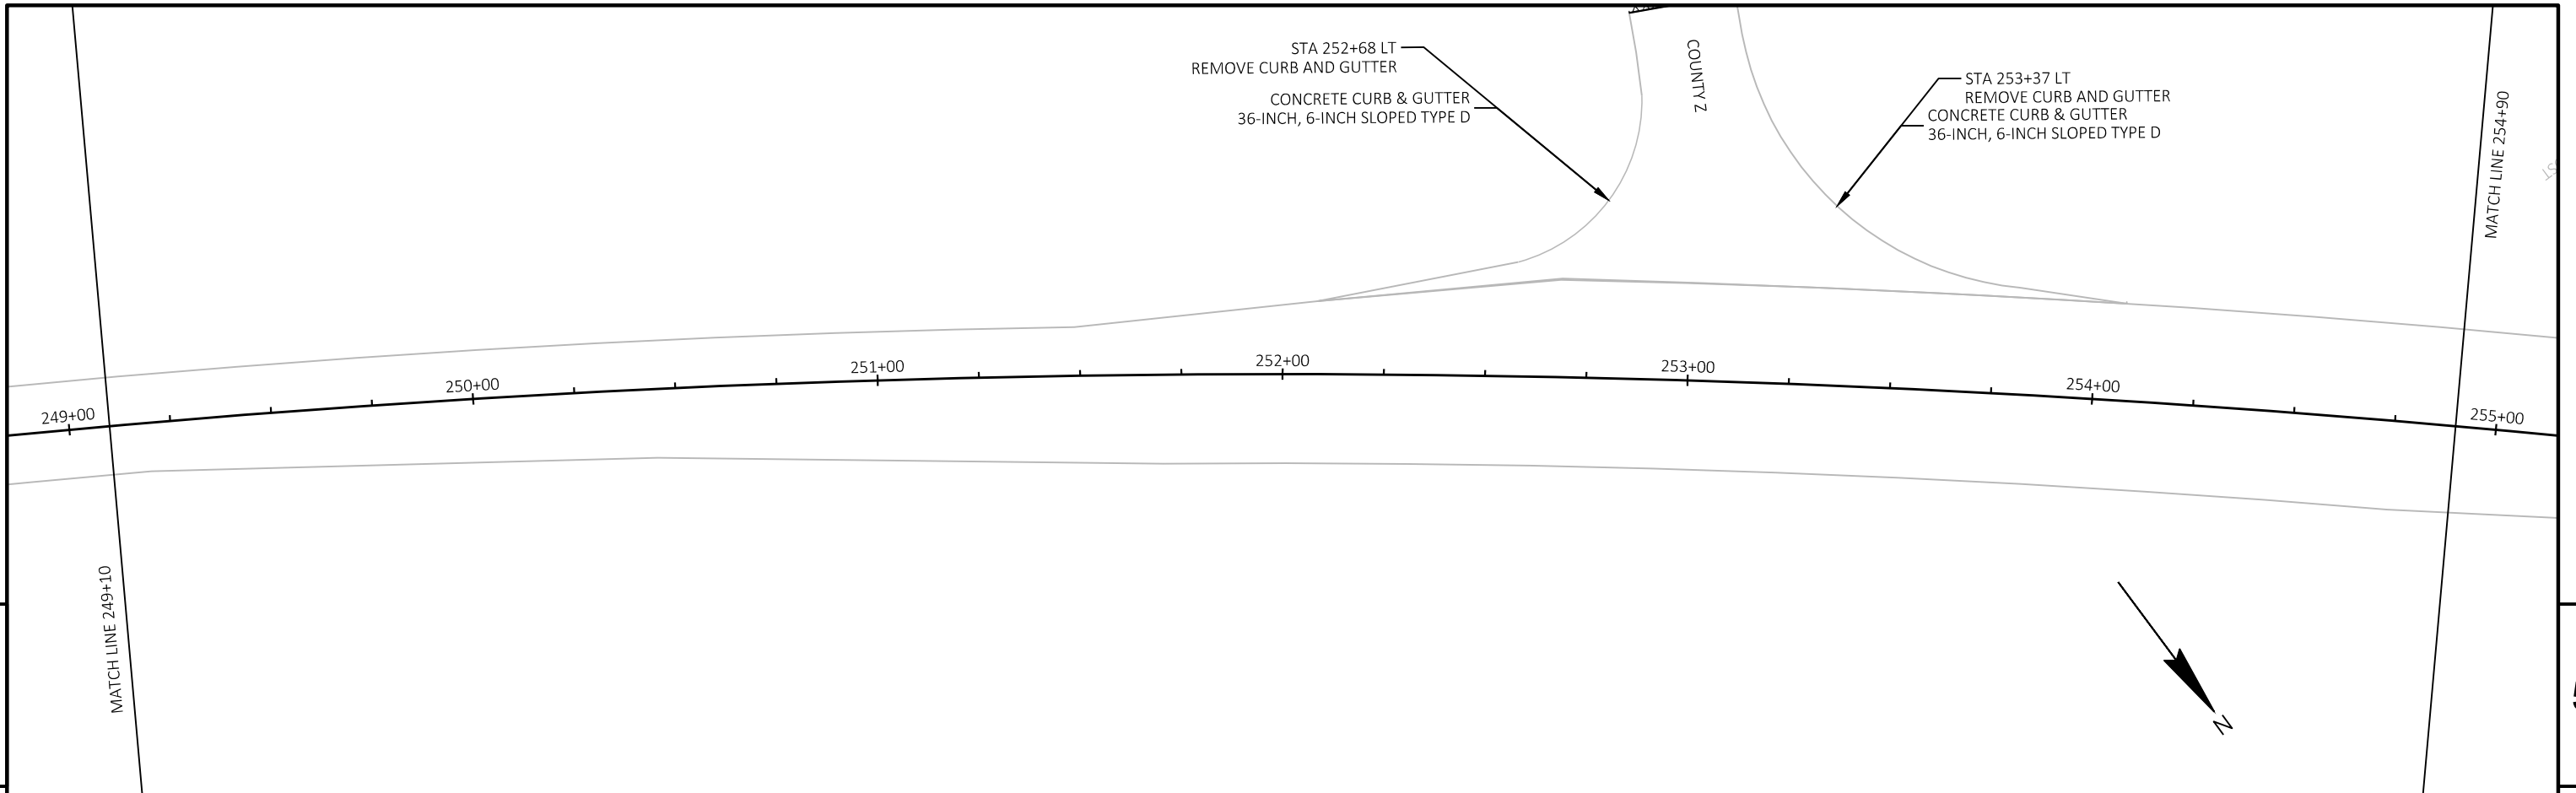 STA 252+68 LT
REMOVE CURB AND GUTTER
CONCRETE CURB & GUTTER
36-INCH, 6-INCH SLOPED TYPE D
COUNTY Z
STA 253+37 LT
REMOVE CURB AND GUTTER
CONCRETE CURB & GUTTER
36-INCH, 6-INCH SLOPED TYPE D
MATCH LINE 254+90
249+00
250+00
251+00
252+00
253+00
254+00
255+00
MATCH LINE 249+10
N